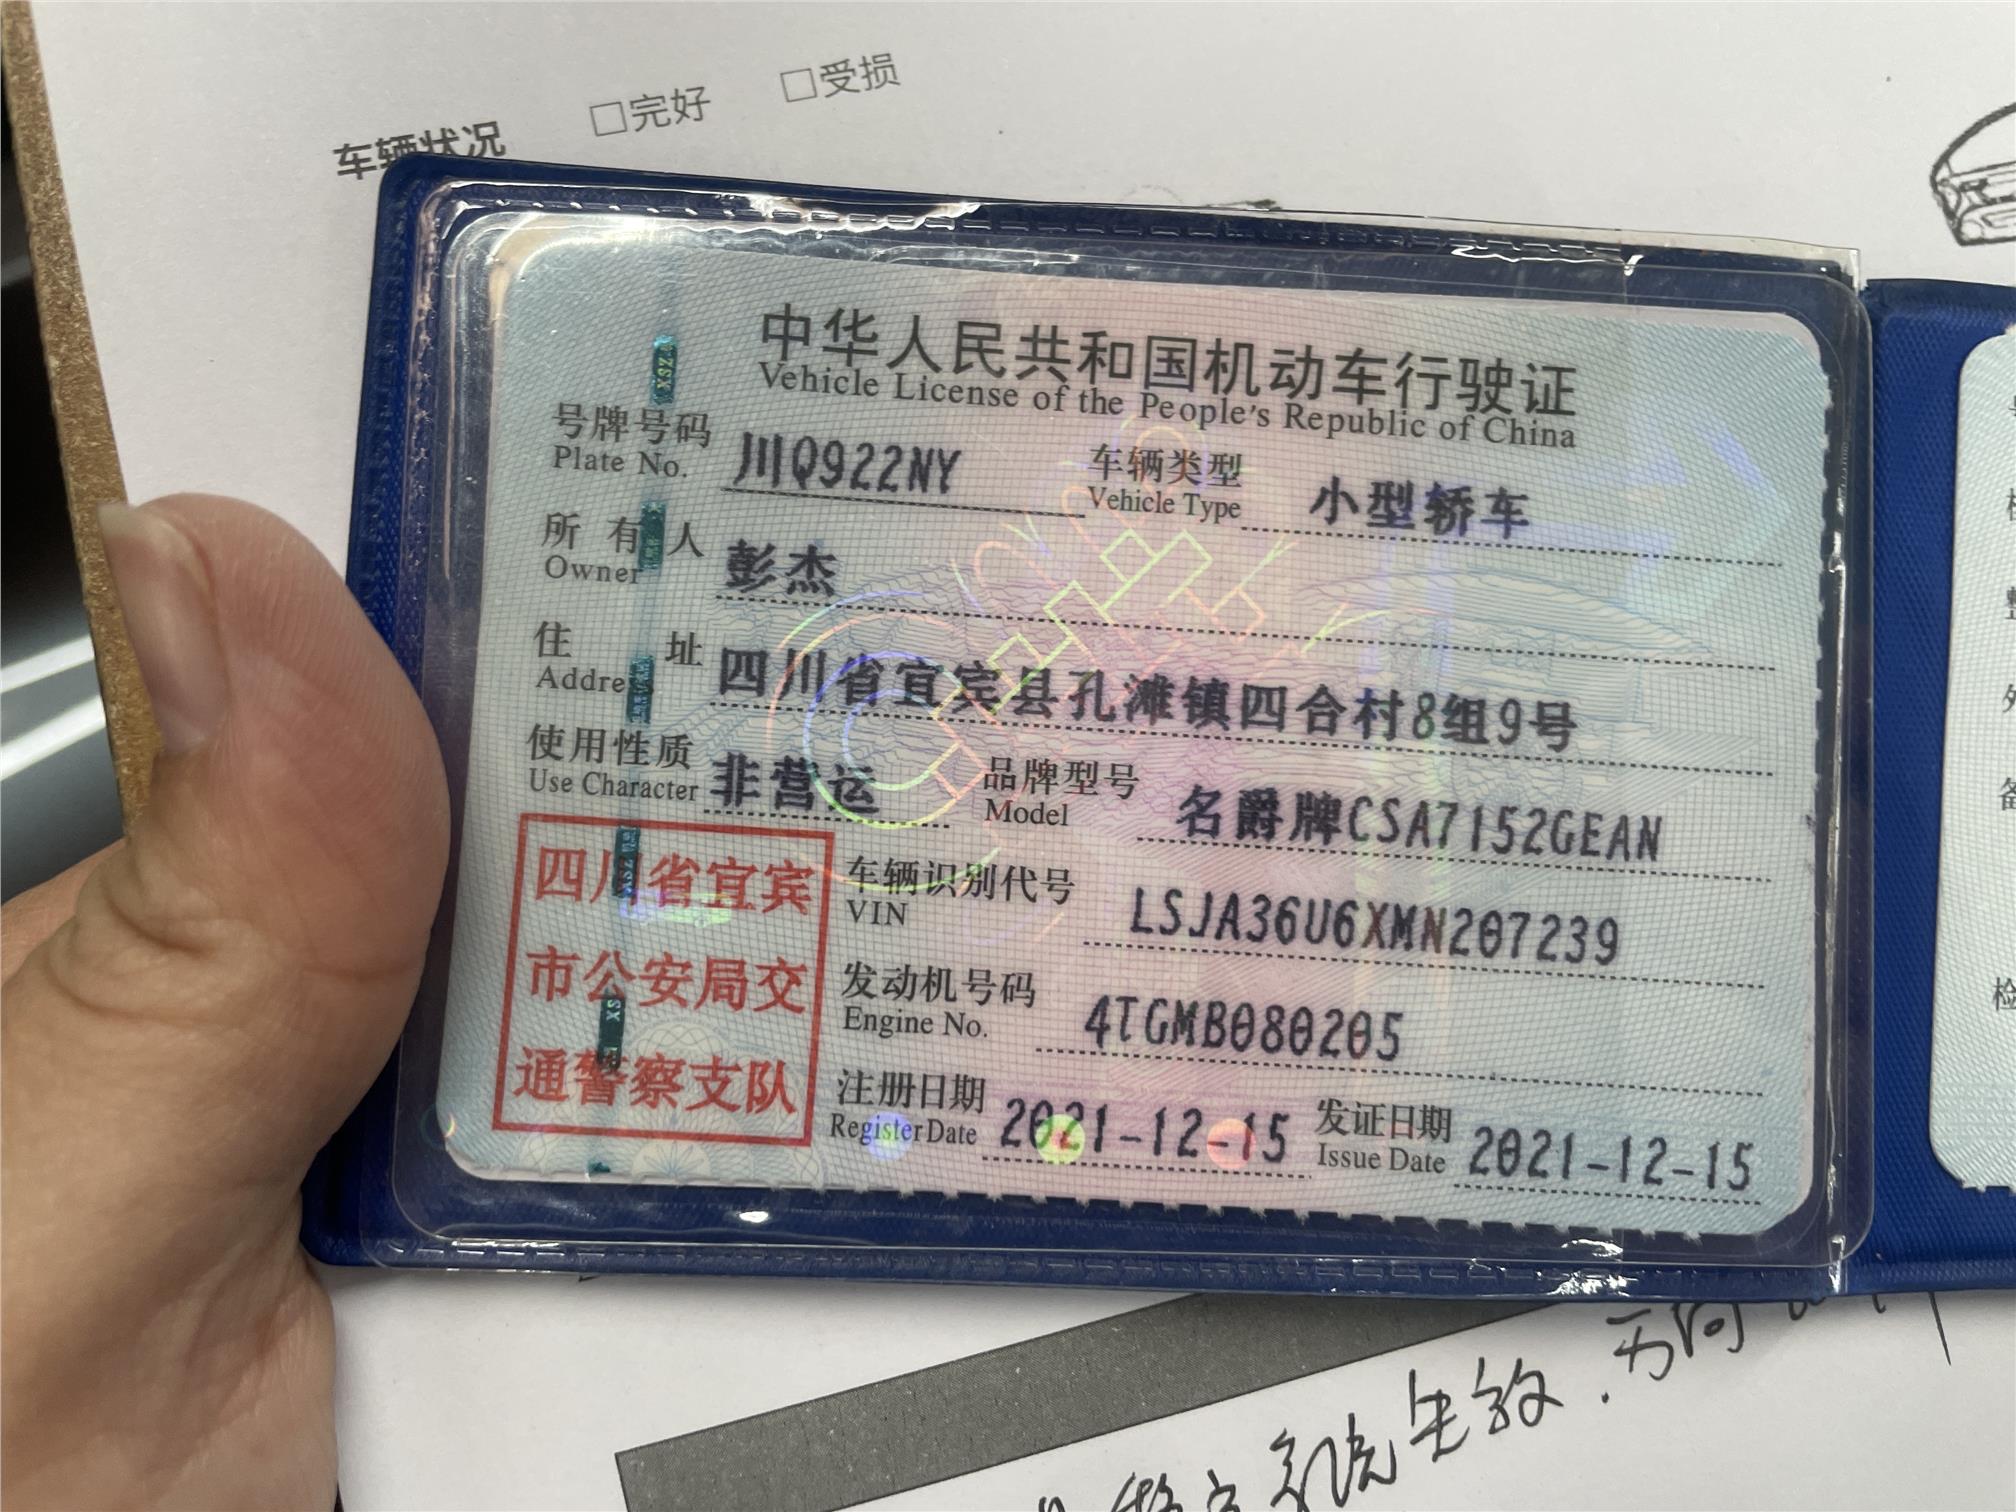 车辆状况 □完好 □受损
中华人民共和国机动车行驶证
Vehicle License of the People's Republic of China
号牌号码 川Q922NY 车辆类型 小型轿车
Plate No. Vehicle Type
所有人 彭杰
Owner
住址 四川省宜宾县孔滩镇四合村8组9号
Address
使用性质 非营运 品牌型号 名爵牌CSA7152GEAN
Use Character Model
四川省宜宾
市公安局交
通警察支队
车辆识别代号 LSJA36U6XMN207239
VIN
发动机号码 4TGMB080205
Engine No.
注册日期 2021-12-15 发证日期 2021-12-15
Register Date Issue Date
系统失效